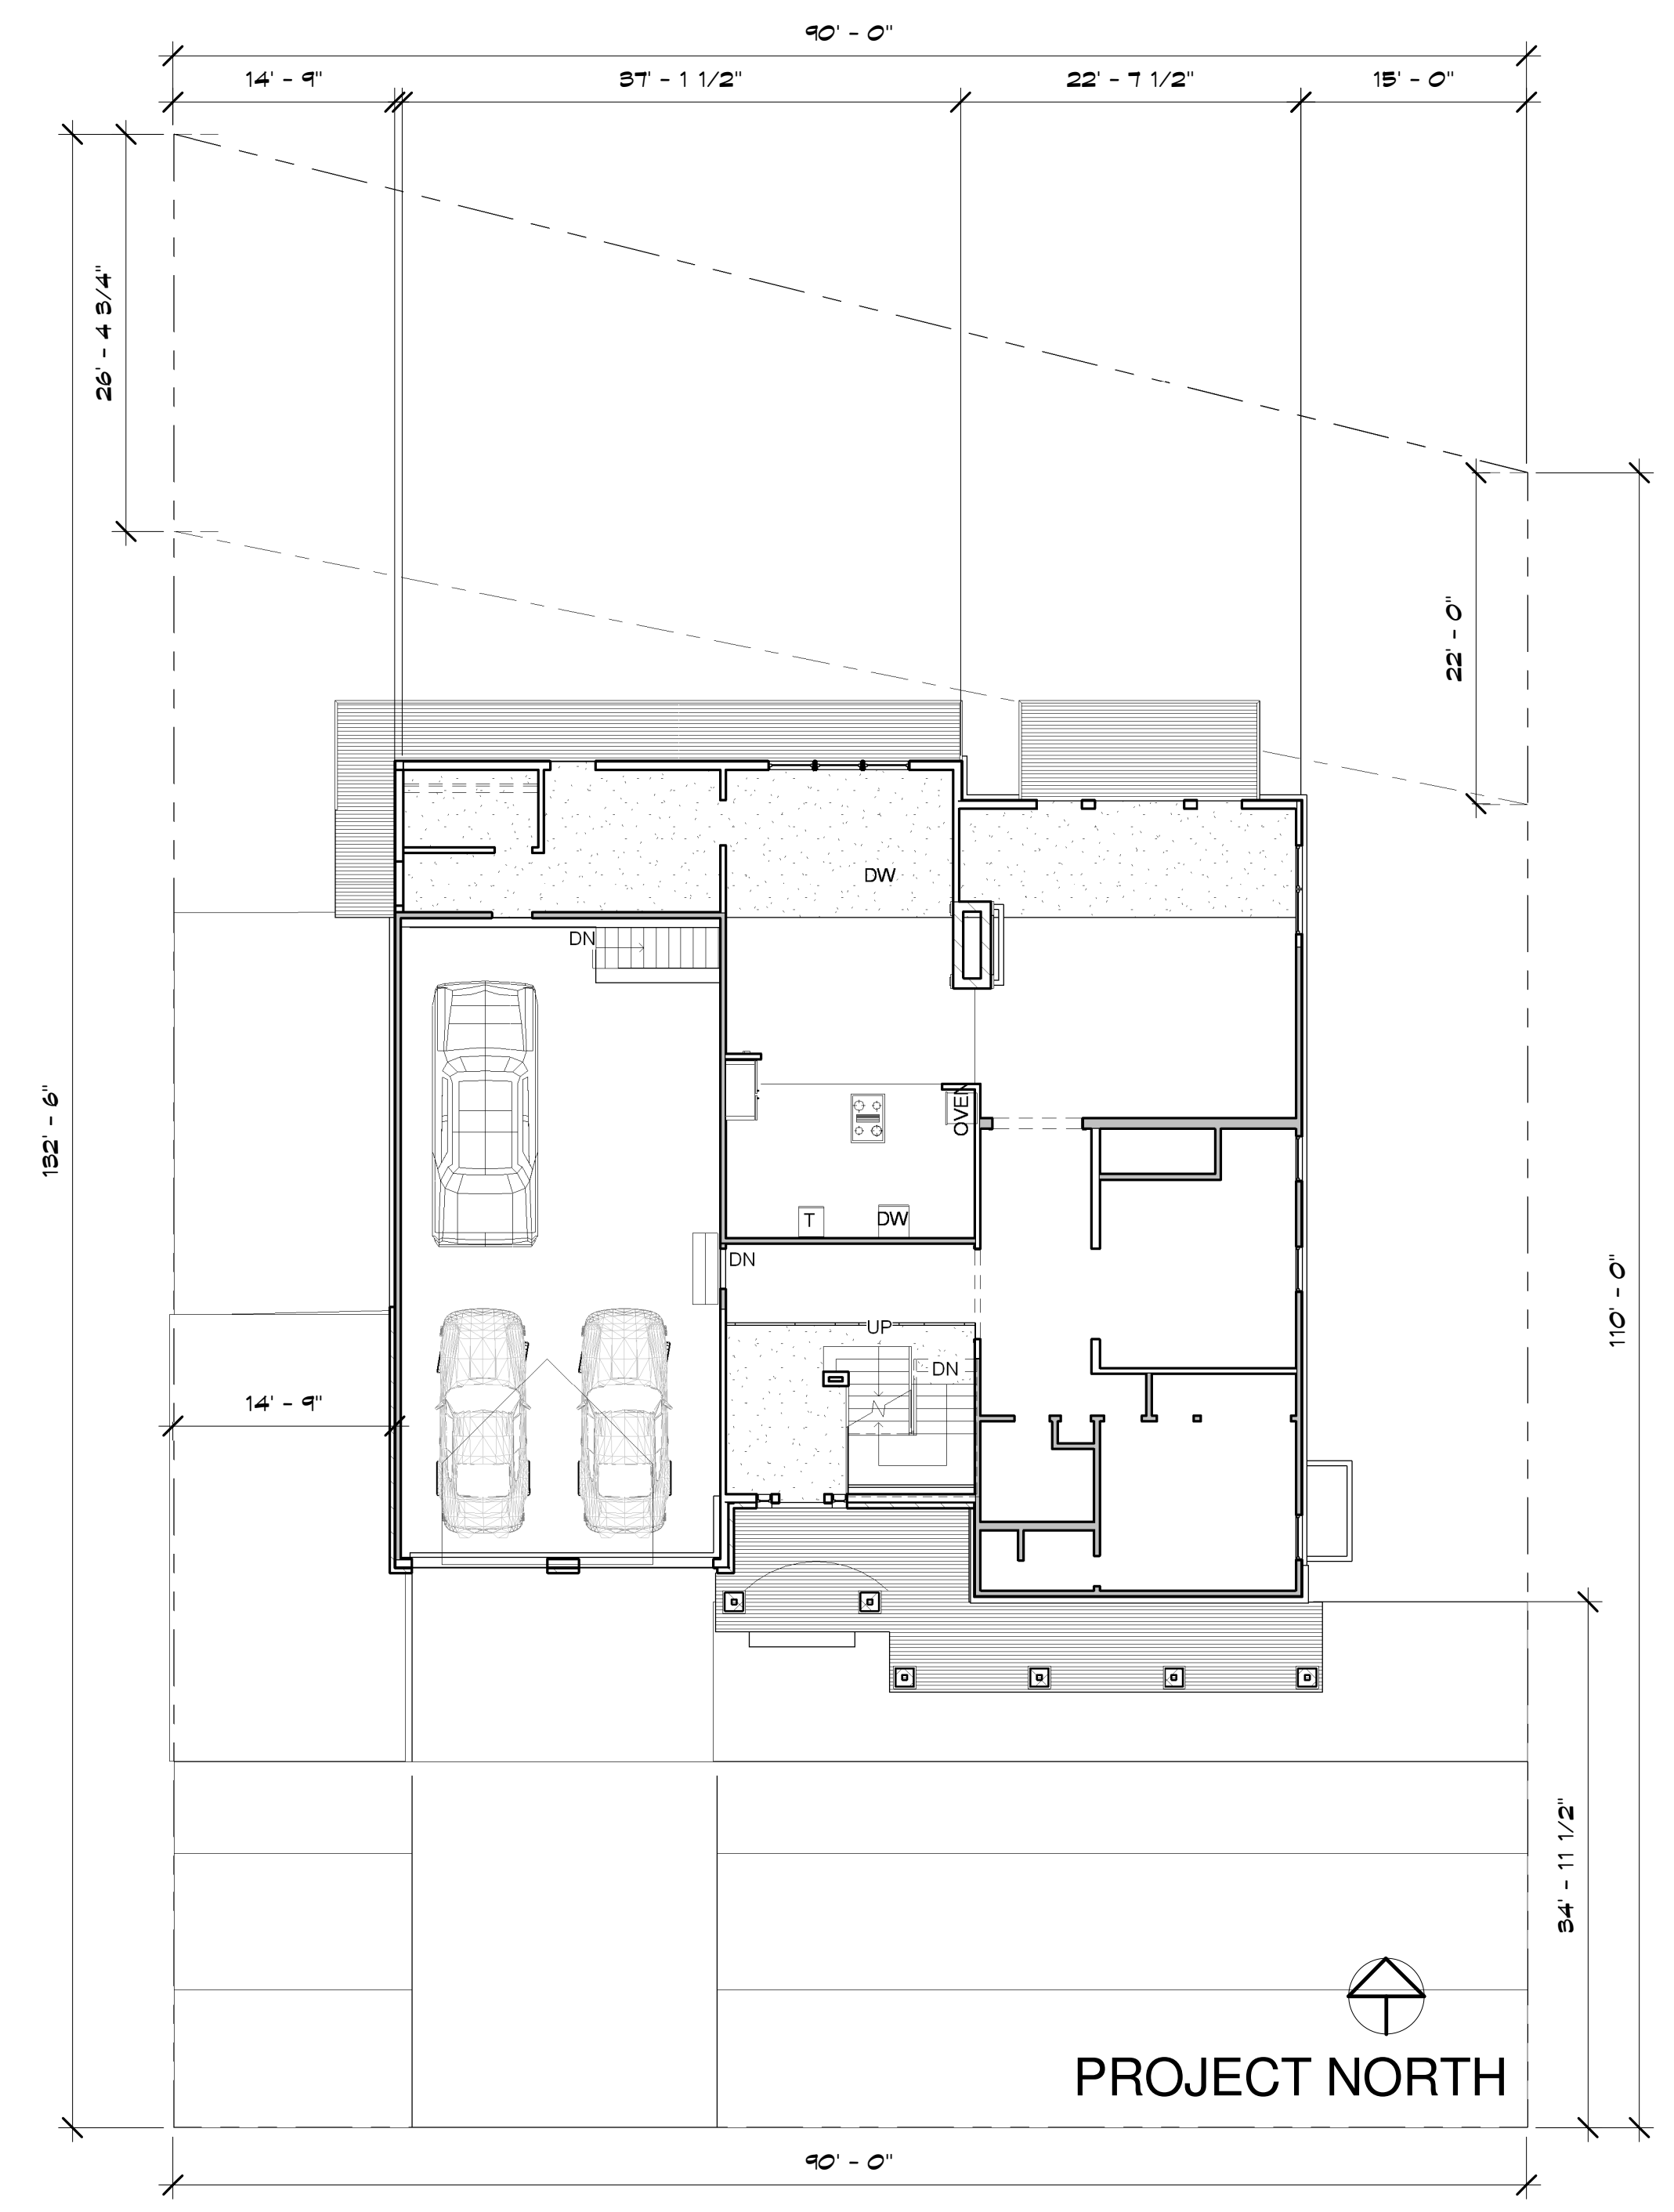 90' - 0"
14' - 9"
37' - 1 1/2"
22' - 7 1/2"
15' - 0"
26' - 4 3/4"
22' - 0"
DW
DN
132' - 6"
OVEN
T
DW
DN
110' - 0"
UP
DN
14' - 9"
34' - 11 1/2"
PROJECT NORTH
90' - 0"